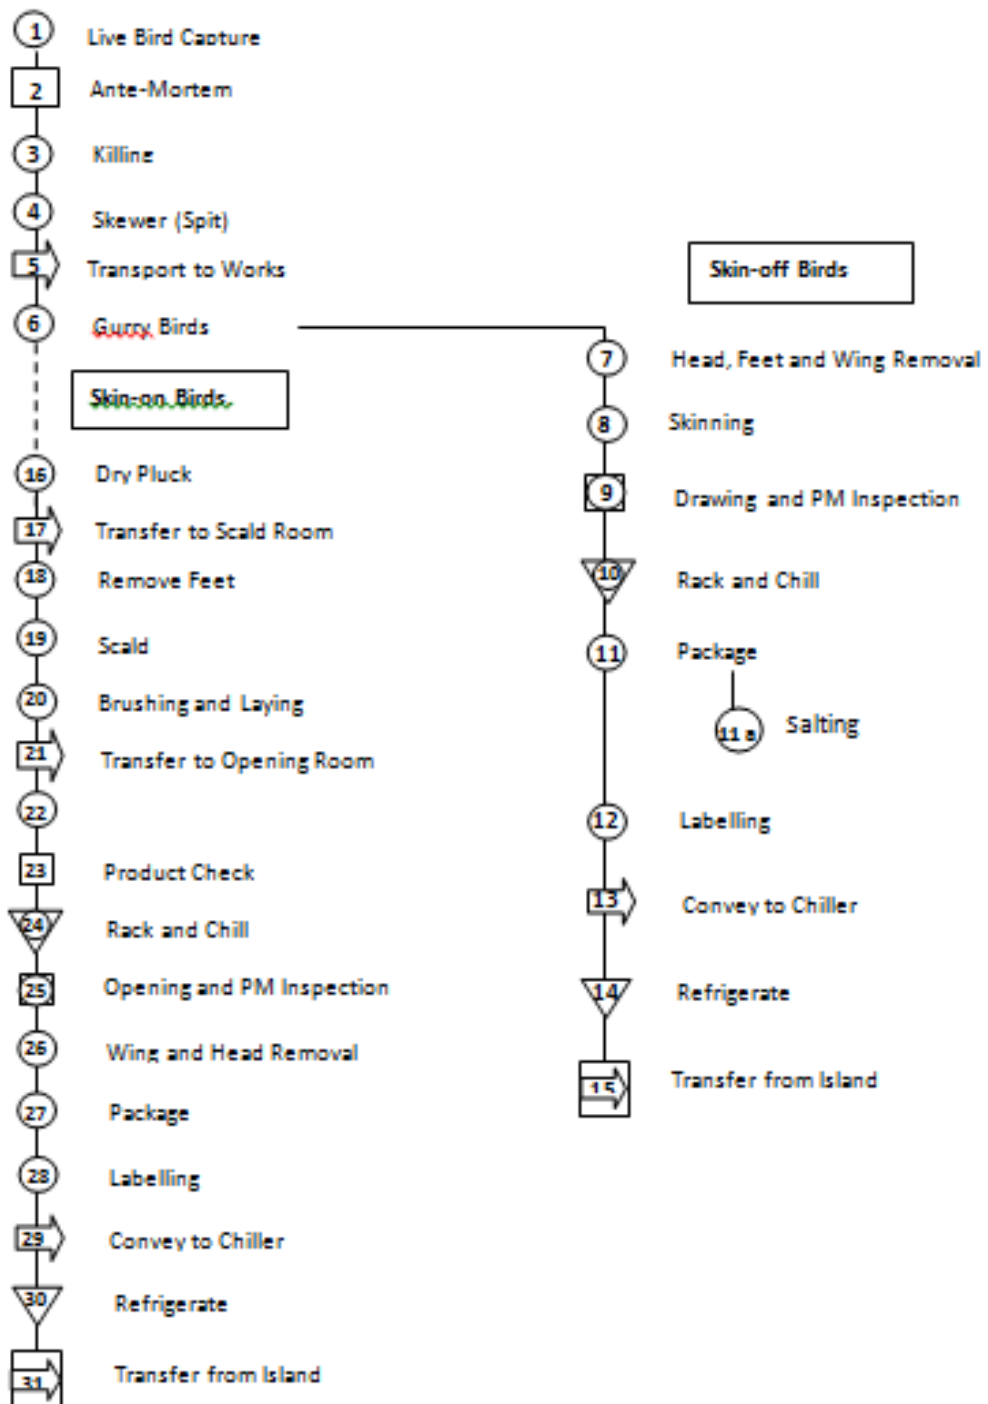 1 Live Bird Capture
2 Ante-Mortem
3 Killing
4 Skewer (Spit)
5 Transport to Works
6 Gurry Birds
Skin-off Birds
7 Head, Feet and Wing Removal
8 Skinning
9 Drawing and PM Inspection
10 Rack and Chill
11 Package
11a Salting
12 Labelling
13 Convey to Chiller
14 Refrigerate
15 Transfer from Island
Skin-on Birds.
16 Dry Pluck
17 Transfer to Scald Room
18 Remove Feet
19 Scald
20 Brushing and Laying
21 Transfer to Opening Room
22
23 Product Check
24 Rack and Chill
25 Opening and PM Inspection
26 Wing and Head Removal
27 Package
28 Labelling
29 Convey to Chiller
30 Refrigerate
31 Transfer from Island